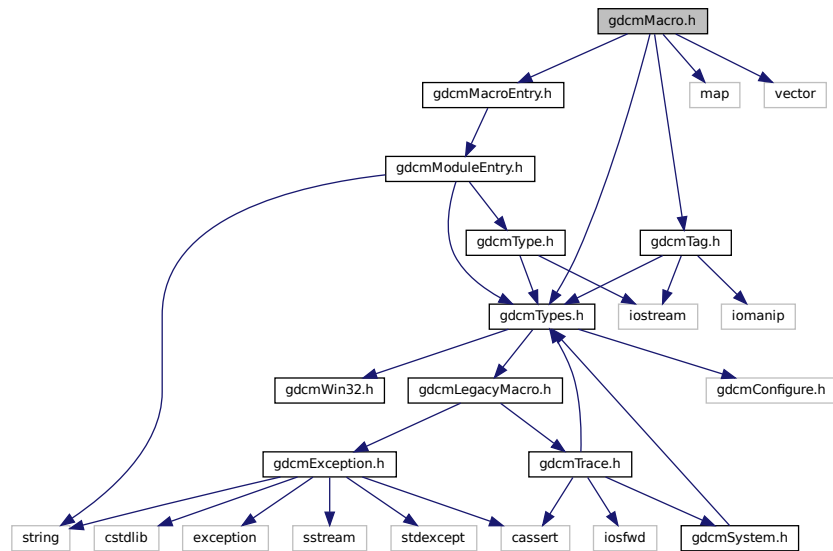 gdcmMacro.h
gdcmMacroEntry.h
map
vector
gdcmModuleEntry.h
gdcmType.h
gdcmTag.h
gdcmTypes.h
iostream
iomanip
gdcmWin32.h
gdcmLegacyMacro.h
gdcmConfigure.h
gdcmException.h
gdcmTrace.h
string
cstdlib
exception
sstream
stdexcept
cassert
iosfwd
gdcmSystem.h